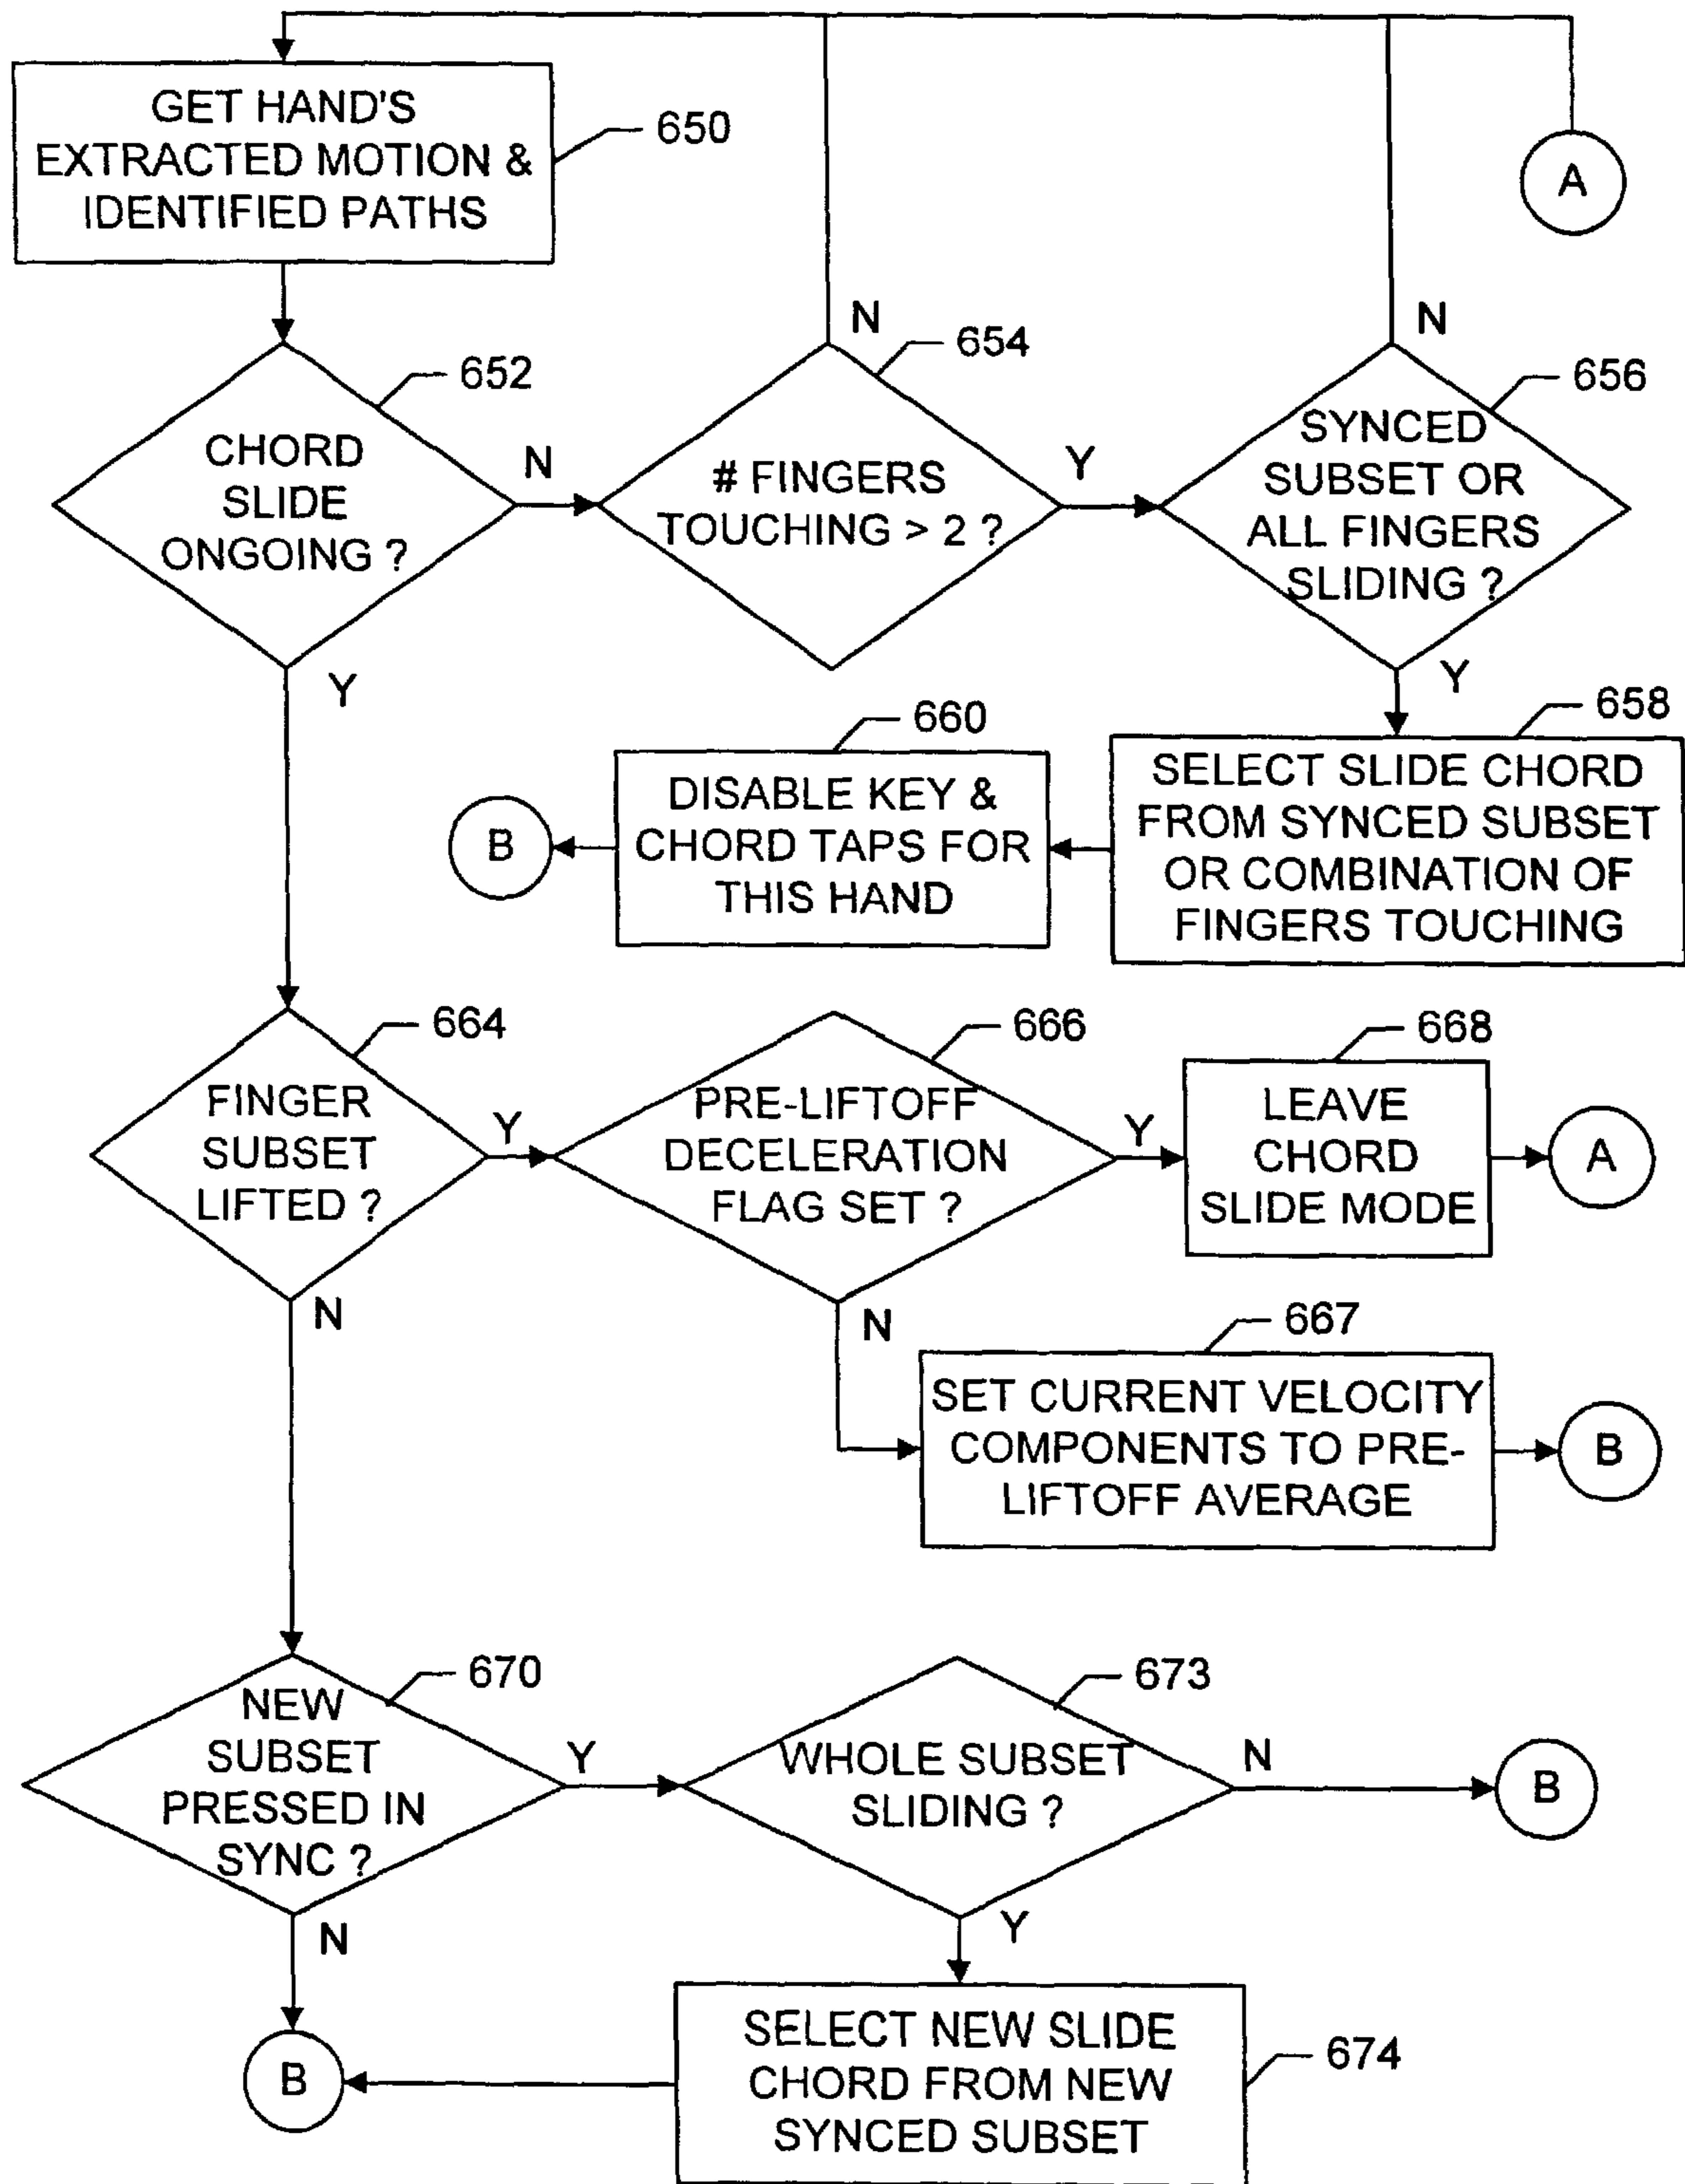 GET HAND'S
EXTRACTED MOTION &
IDENTIFIED PATHS
650
A
N
654
N
656
652
CHORD
SLIDE
ONGOING ?
N
# FINGERS
TOUCHING > 2 ?
Y
SYNCED
SUBSET OR
ALL FINGERS
SLIDING ?
Y
Y
658
660
B
DISABLE KEY &
CHORD TAPS FOR
THIS HAND
SELECT SLIDE CHORD
FROM SYNCED SUBSET
OR COMBINATION OF
FINGERS TOUCHING
664
666
668
FINGER
SUBSET
LIFTED ?
Y
PRE-LIFTOFF
DECELERATION
FLAG SET ?
Y
LEAVE
CHORD
SLIDE MODE
A
N
N
667
SET CURRENT VELOCITY
COMPONENTS TO PRE-
LIFTOFF AVERAGE
B
670
673
NEW
SUBSET
PRESSED IN
SYNC ?
Y
WHOLE SUBSET
SLIDING ?
N
B
N
Y
B
SELECT NEW SLIDE
CHORD FROM NEW
SYNCED SUBSET
674